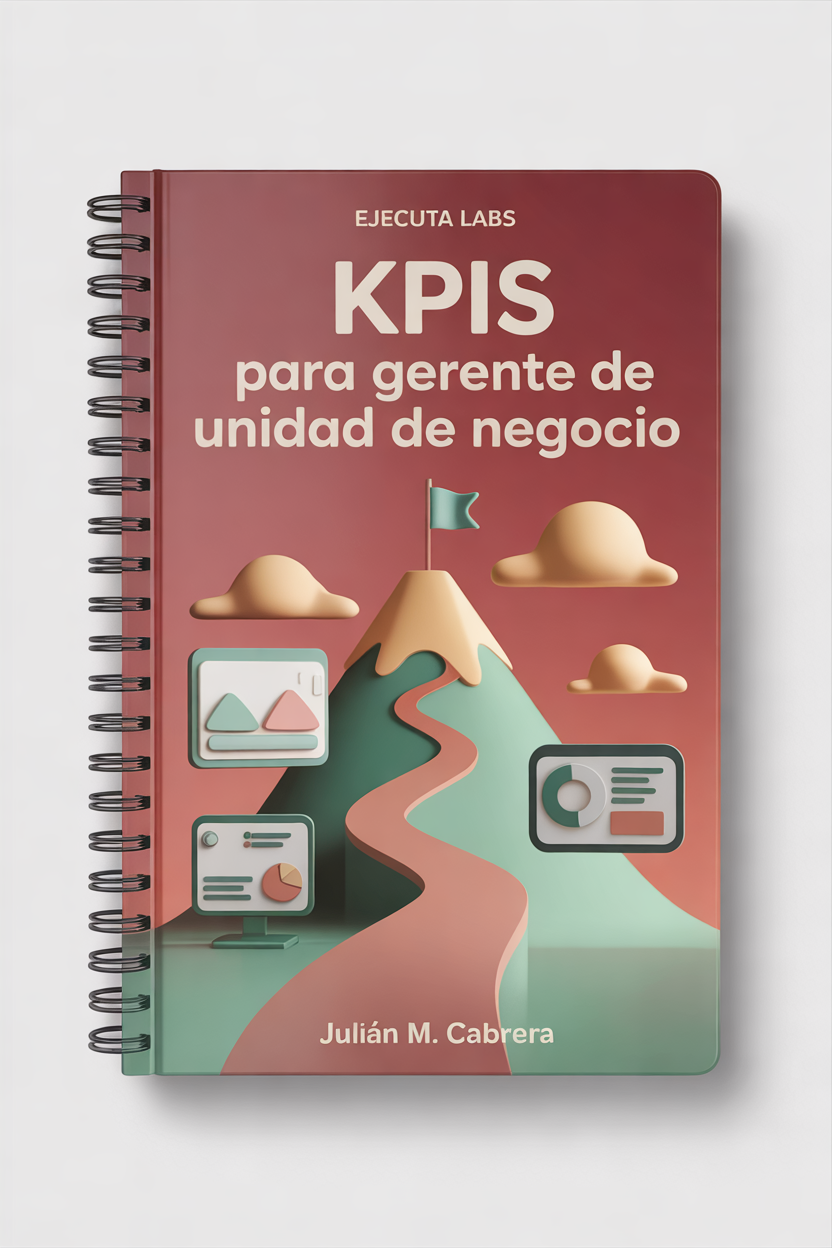 EJECUTA LABS
KPIS
para gerente de
unidad de negocio
Julián M. Cabrera